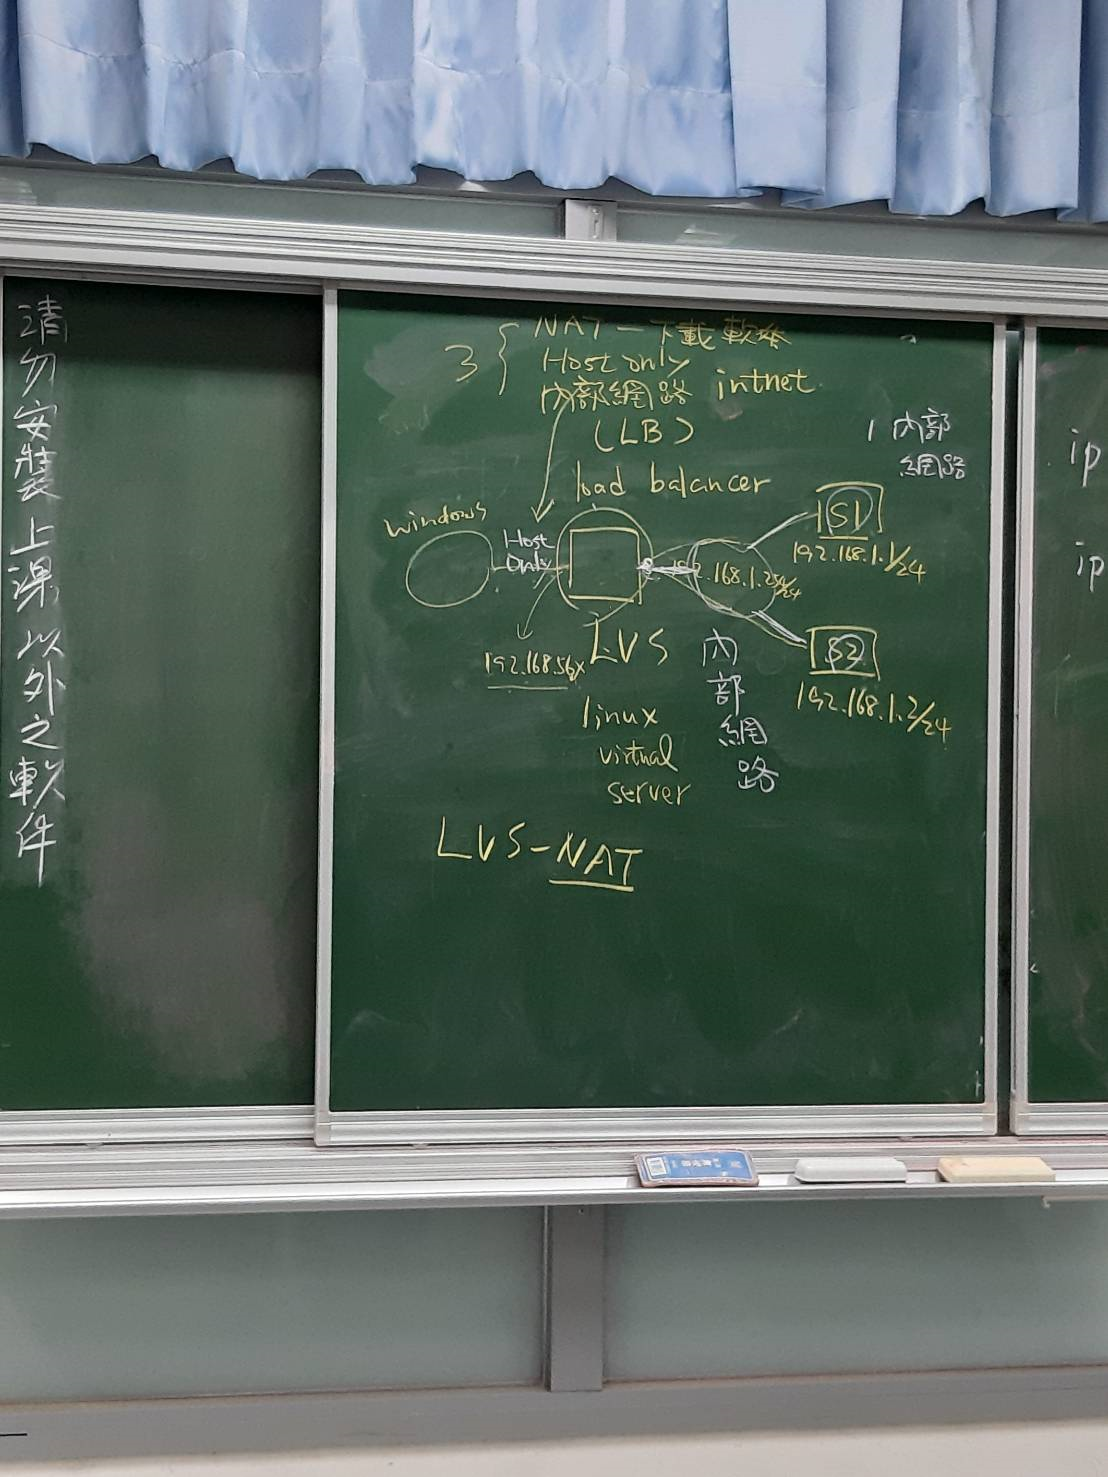 請勿安裝上課以外之軟件
3
NAT - 下載軟体
Host only
內部網路 intnet
(LB)
load balancer
1 內部
網路
windows
Host
Only
S1
192.168.1.1/24
192.168.1.254/24
S2
192.168.1.2/24
192.168.56.x
LVS
linux
virtual
server
內部網路
LVS-NAT
ip
ip